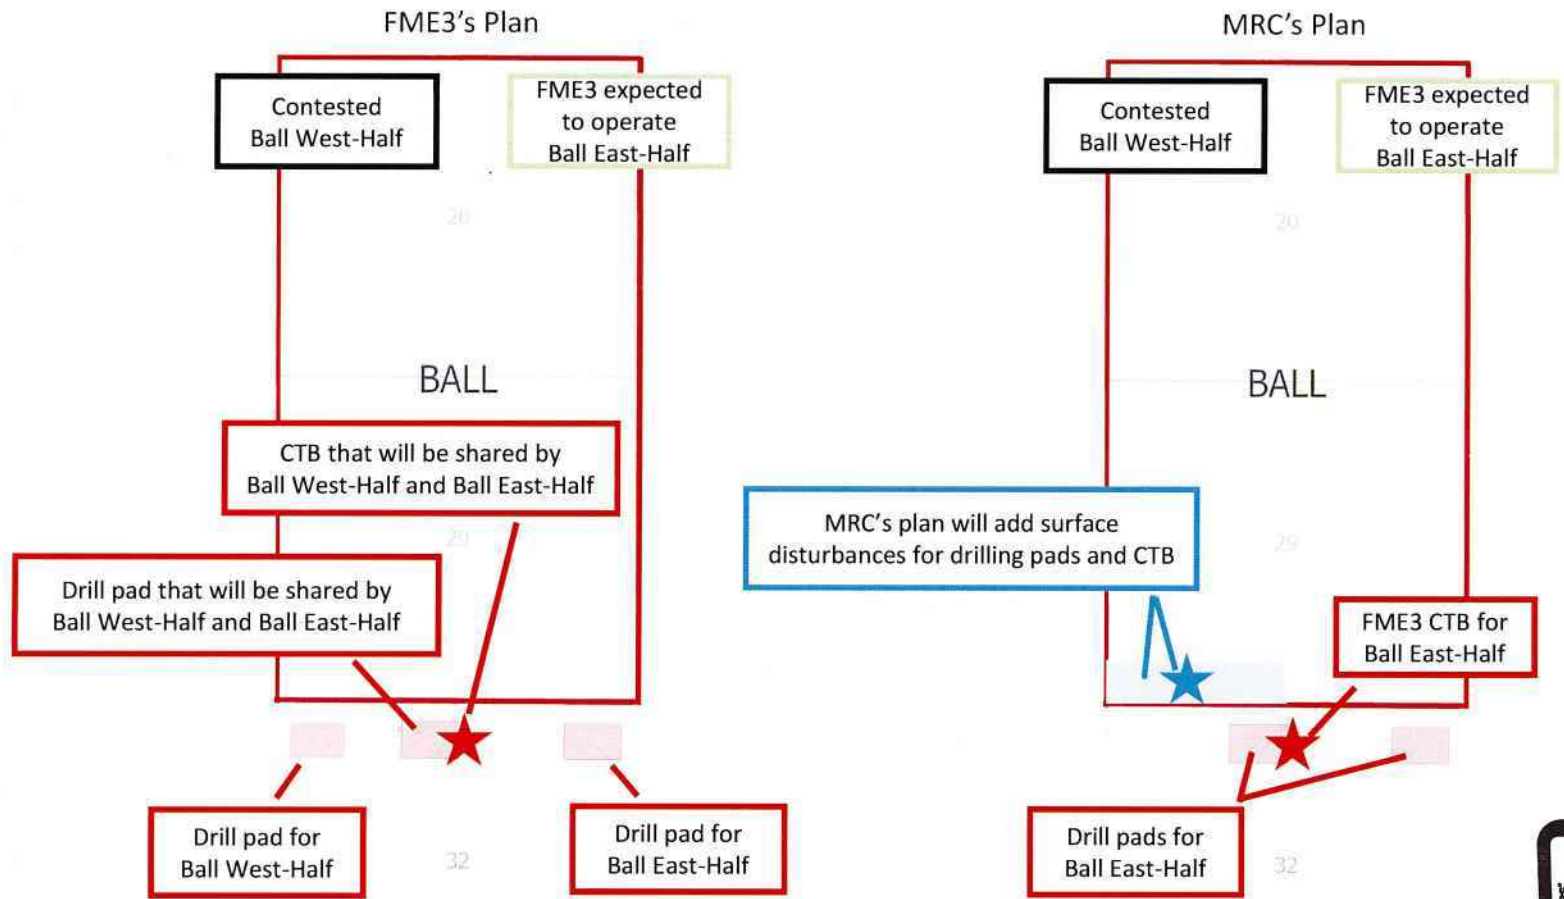 FME3's Plan
Contested
Ball West-Half
FME3 expected
to operate
Ball East-Half
20
BALL
CTB that will be shared by
Ball West-Half and Ball East-Half
29
Drill pad that will be shared by
Ball West-Half and Ball East-Half
Drill pad for
Ball West-Half
Drill pad for
Ball East-Half
32
MRC's Plan
Contested
Ball West-Half
FME3 expected
to operate
Ball East-Half
20
BALL
MRC's plan will add surface
disturbances for drilling pads and CTB
29
FME3 CTB for
Ball East-Half
Drill pads for
Ball East-Half
32